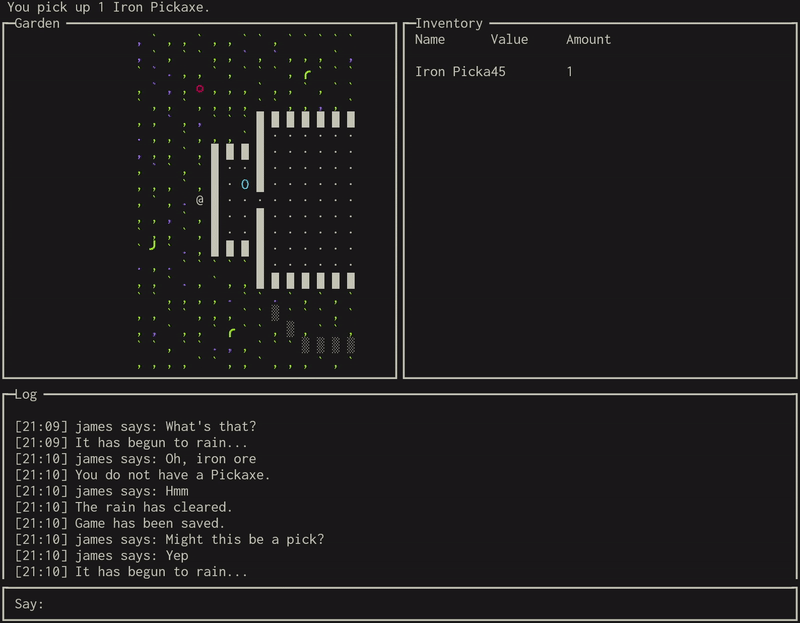 You pick up 1 Iron Pickaxe.
Garden
Inventory
Name Value Amount
Iron Picka45 1
O
@
Log
[21:09] james says: What's that?
[21:09] It has begun to rain...
[21:10] james says: Oh, iron ore
[21:10] You do not have a Pickaxe.
[21:10] james says: Hmm
[21:10] The rain has cleared.
[21:10] Game has been saved.
[21:10] james says: Might this be a pick?
[21:10] james says: Yep
[21:10] It has begun to rain...
Say: